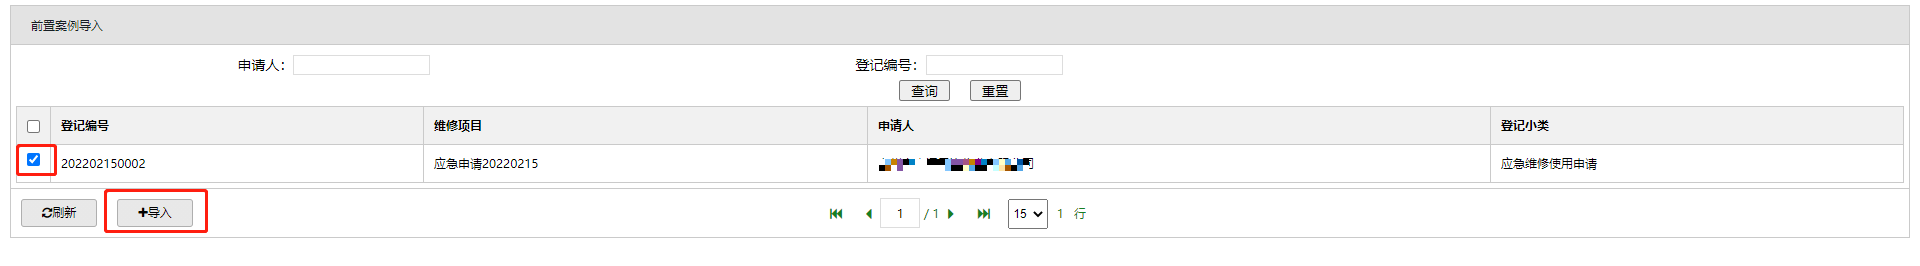 前置案例导入
申请人： 登记编号：
查询 重置
登记编号 维修项目 申请人 登记小类
202202150002 应急申请20220215 应急维修使用申请
刷新 导入 1 / 1 15 1 行